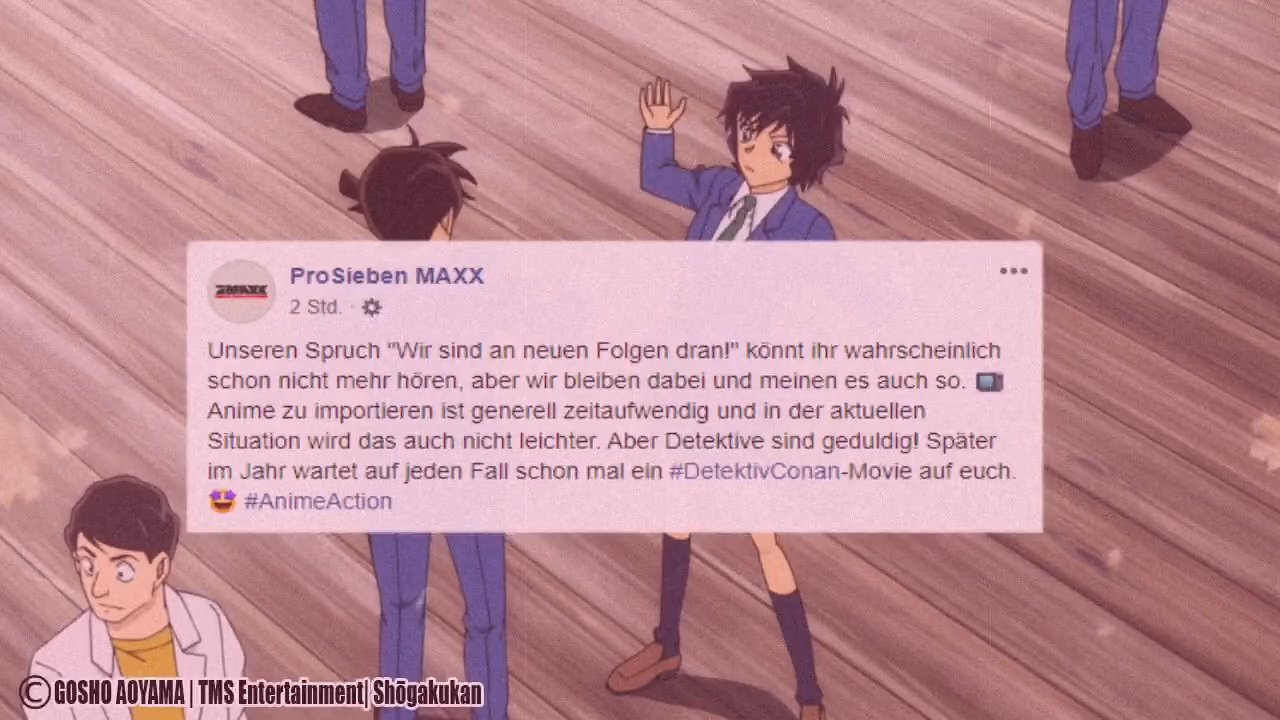 MAXX
ProSieben MAXX
2 Std. ·
Unseren Spruch "Wir sind an neuen Folgen dran!" könnt ihr wahrscheinlich
schon nicht mehr hören, aber wir bleiben dabei und meinen es auch so.
Anime zu importieren ist generell zeitaufwendig und in der aktuellen
Situation wird das auch nicht leichter. Aber Detektive sind geduldig! Später
im Jahr wartet auf jeden Fall schon mal ein #DetektivConan-Movie auf euch.
🤩 #AnimeAction
© GOSHO AOYAMA | TMS Entertainment| Shōgakukan